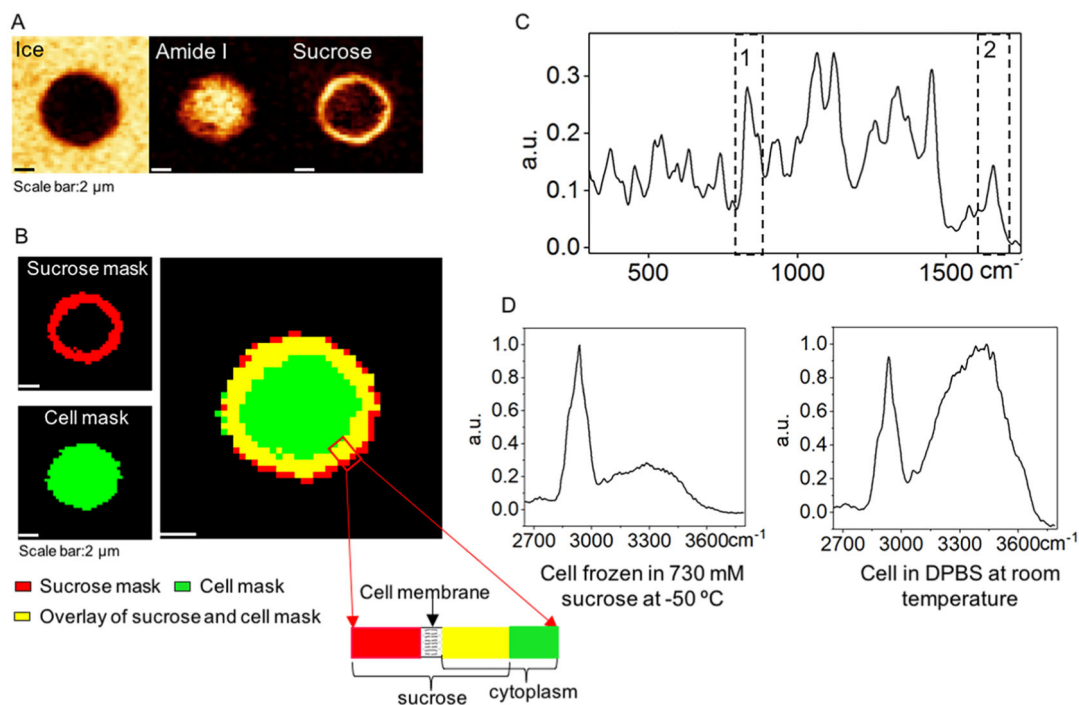 A
Ice
Amide I
Sucrose
Scale bar:2 µm
B
Sucrose mask
Cell mask
Scale bar:2 µm
Sucrose mask
Cell mask
Overlay of sucrose and cell mask
Cell membrane
sucrose
cytoplasm
C
1
2
a.u.
0.3
0.2
0.1
0.0
500
1000
1500
cm-1
D
a.u.
1.0
0.8
0.6
0.4
0.2
0.0
2700
3000
3300
3600cm-1
Cell frozen in 730 mM
sucrose at -50 ºC
a.u.
1.0
0.8
0.6
0.4
0.2
0.0
2700
3000
3300
3600cm-1
Cell in DPBS at room
temperature